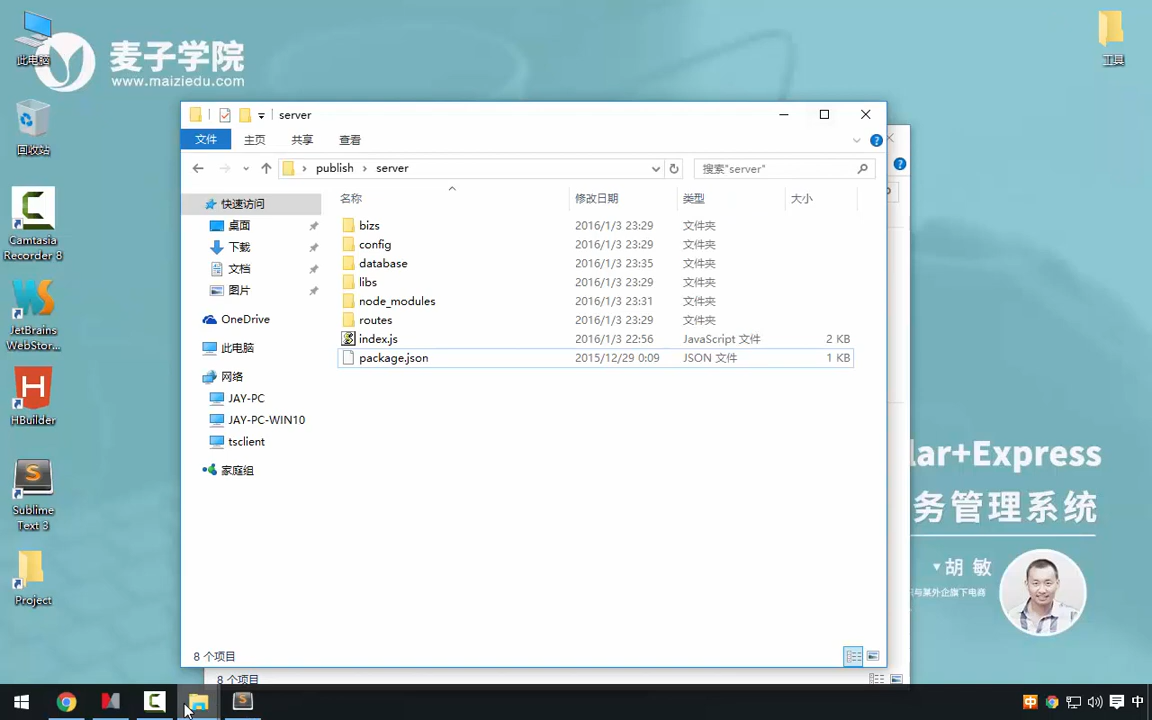 此电脑
麦子学院
www.maiziedu.com
工具
回收站
Camtasia
Recorder 8
JetBrains
WebStor...
HBuilder
Sublime
Text 3
Project
server
文件
主页
共享
查看
publish
server
搜索"server"
名称
修改日期
类型
大小
快速访问
桌面
下载
文档
图片
OneDrive
此电脑
网络
JAY-PC
JAY-PC-WIN10
tsclient
家庭组
bizs 2016/1/3 23:29 文件夹
config 2016/1/3 23:29 文件夹
database 2016/1/3 23:35 文件夹
libs 2016/1/3 23:29 文件夹
node_modules 2016/1/3 23:31 文件夹
routes 2016/1/3 23:29 文件夹
index.js 2016/1/3 22:56 JavaScript 文件 2 KB
package.json 2015/12/29 0:09 JSON 文件 1 KB
8 个项目
8 个项目
lar+Express
务管理系统
胡 敏
与某外企旗下电商
中
中